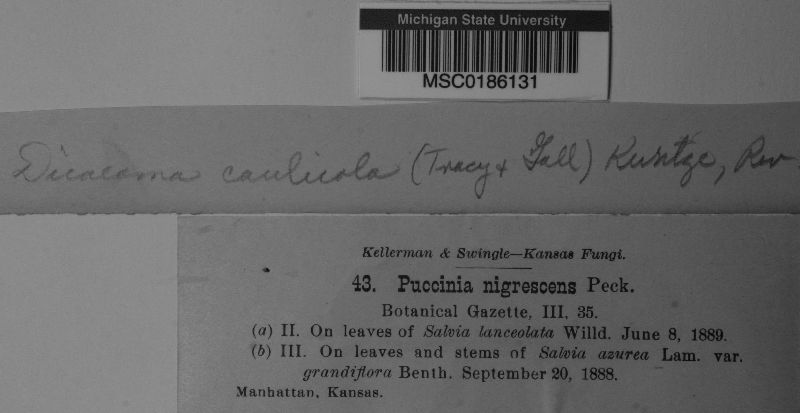 Michigan State University
MSC0186131
Dicaeoma caulicola (Tracy & Gall) Kuntze, Rev
Kellerman & Swingle—Kansas Fungi.
43. Puccinia nigrescens Peck.
Botanical Gazette, III, 35.
(a) II. On leaves of Salvia lanceolata Willd. June 8, 1889.
(b) III. On leaves and stems of Salvia azurea Lam. var.
grandiflora Benth. September 20, 1888.
Manhattan, Kansas.